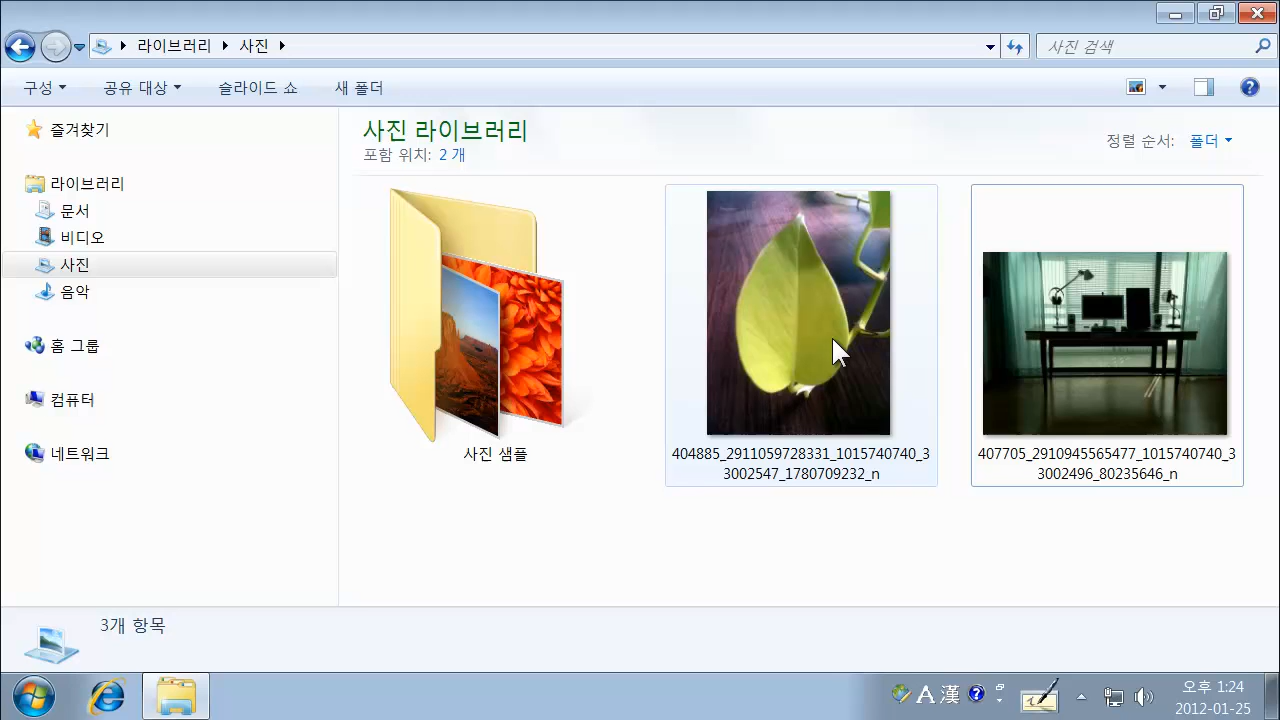 라이브러리 사진
사진 검색
구성 공유 대상 슬라이드 쇼 새 폴더
즐겨찾기
라이브러리
문서
비디오
사진
음악
홈 그룹
컴퓨터
네트워크
사진 라이브러리
포함 위치: 2 개
정렬 순서: 폴더
사진 샘플
404885_2911059728331_1015740740_3
3002547_1780709232_n
407705_2910945565477_1015740740_3
3002496_80235646_n
3개 항목
A 漢
오후 1:24
2012-01-25